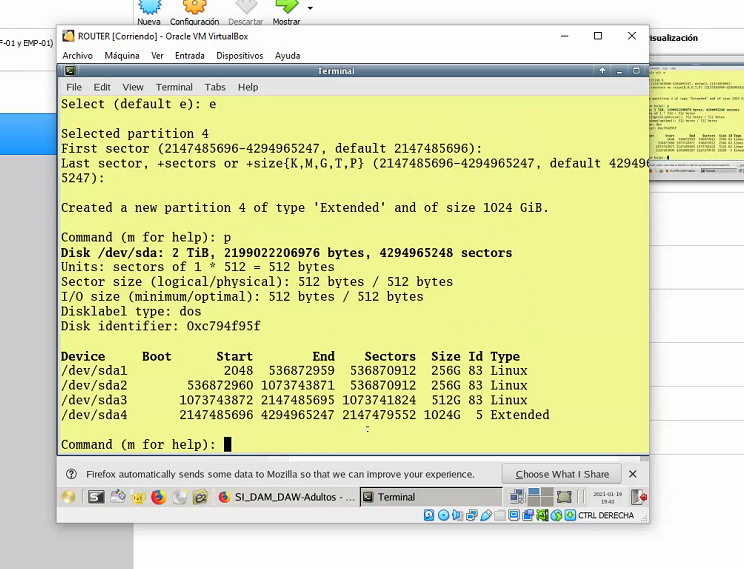 Nueva Configuración Descartar Mostrar
F-01 y EMP-01)
isualización
ROUTER [Corriendo] - Oracle VM VirtualBox
Archivo Máquina Ver Entrada Dispositivos Ayuda
Terminal
File Edit View Terminal Tabs Help
Select (default e): e
Selected partition 4
First sector (2147485696-4294967247, default 2147485696):
Last sector, +sectors or +size{K,M,G,T,P} (2147485696-4294965247, default 429496
5247):
Created a new partition 4 of type 'Extended' and of size 1024 GiB.
Command (m for help): p
Disk /dev/sda: 2 TiB, 2199022206976 bytes, 4294965248 sectors
Units: sectors of 1 * 512 = 512 bytes
Sector size (logical/physical): 512 bytes / 512 bytes
I/O size (minimum/optimal): 512 bytes / 512 bytes
Disklabel type: dos
Disk identifier: 0xc794f95f
Device Boot Start End Sectors Size Id Type
/dev/sda1 2048 536872959 536870912 256G 83 Linux
/dev/sda2 536872960 1073743871 536870912 256G 83 Linux
/dev/sda3 1073743872 2147485695 1073741824 512G 83 Linux
/dev/sda4 2147485696 4294965247 2147479552 1024G 5 Extended
Command (m for help):
Firefox automatically sends some data to Mozilla so that we can improve your experience. Choose What I Share
SI_DAM_DAW-Adultos - ... Terminal
2021-01-19
19:43
CTRL DERECHA